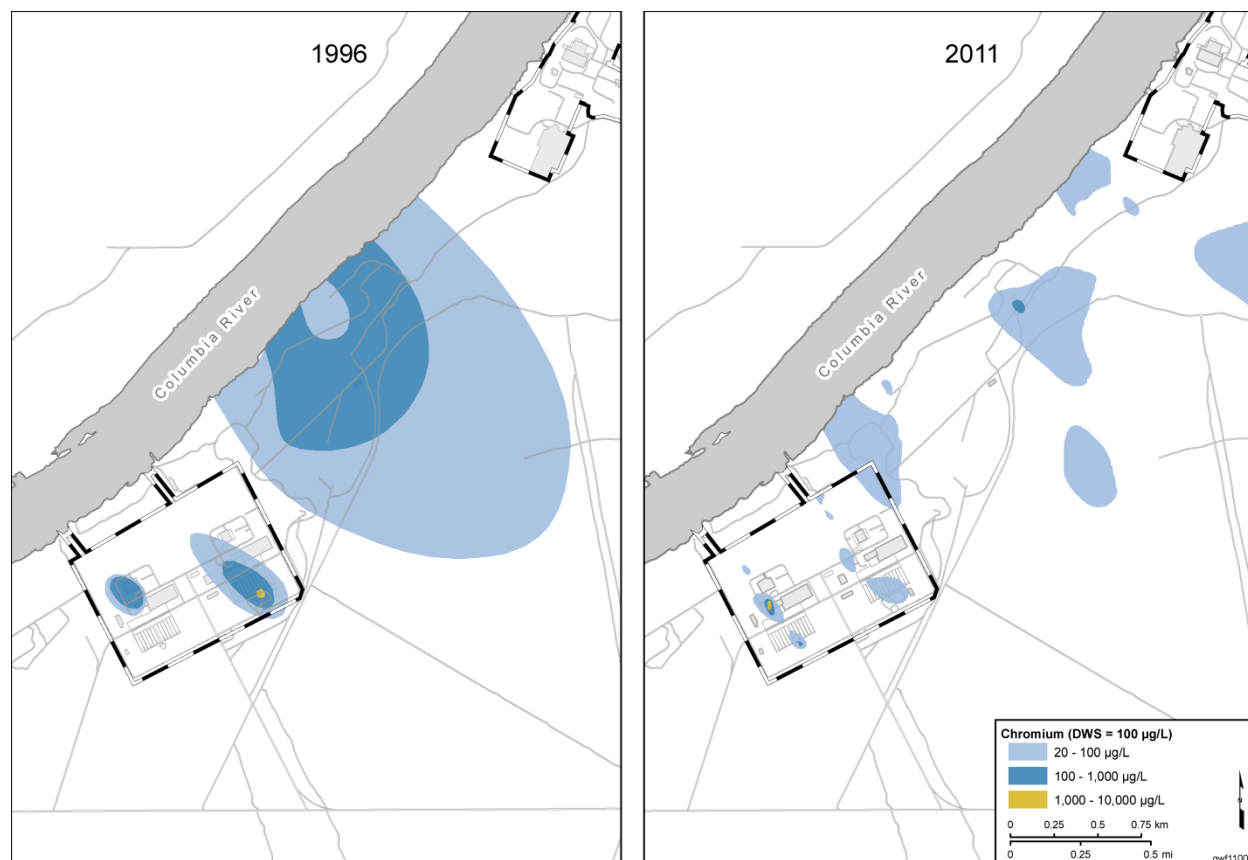 1996
Columbia River
2011
Columbia River
Chromium (DWS = 100 µg/L)
20 - 100 µg/L
100 - 1,000 µg/L
1,000 - 10,000 µg/L
0 0.25 0.5 0.75 km
0 0.25 0.5 mi
gwf1100